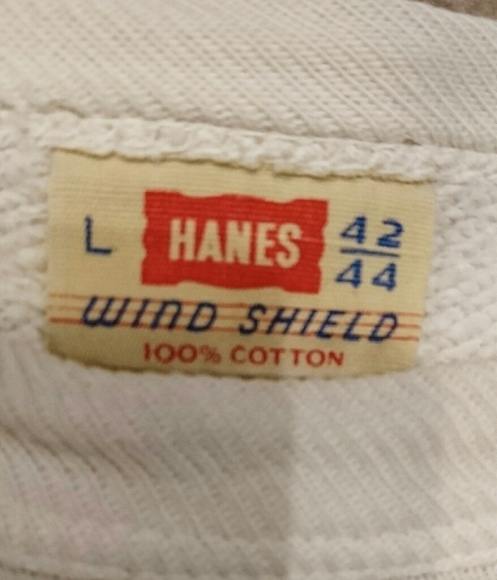 L HANES 42/44
WIND SHIELD
100% COTTON